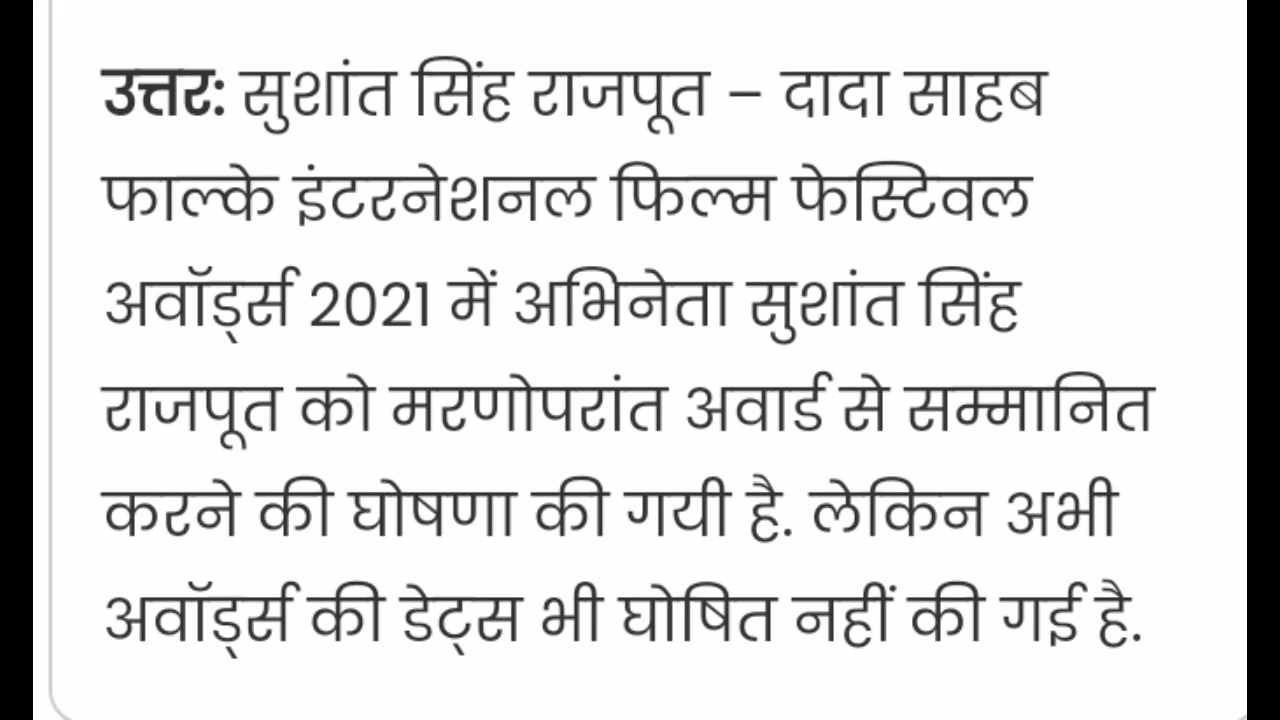 उत्तर: सुशांत सिंह राजपूत – दादा साहब
फाल्के इंटरनेशनल फिल्म फेस्टिवल
अवॉड्र्स 2021 में अभिनेता सुशांत सिंह
राजपूत को मरणोपरांत अवार्ड से सम्मानित
करने की घोषणा की गयी है. लेकिन अभी
अवॉड्र्स की डेट्स भी घोषित नहीं की गई है.